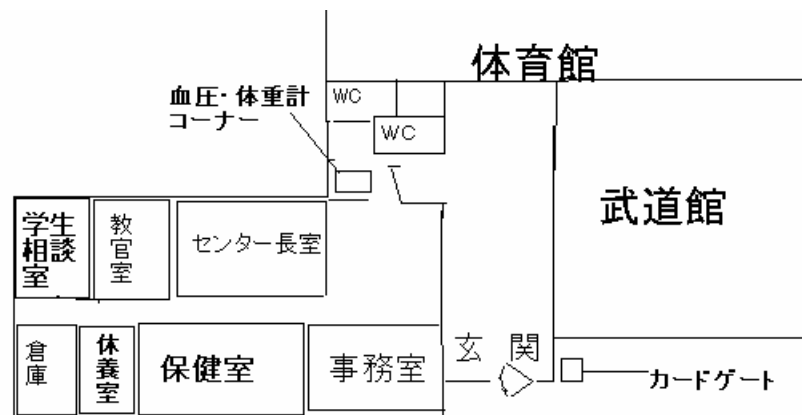 体育館
血圧・体重計
コーナー
WC
WC
武道館
学生
相談
室
教
官
室
センター長室
倉
庫
休
養
室
保健室
事務室
玄関
カードゲート